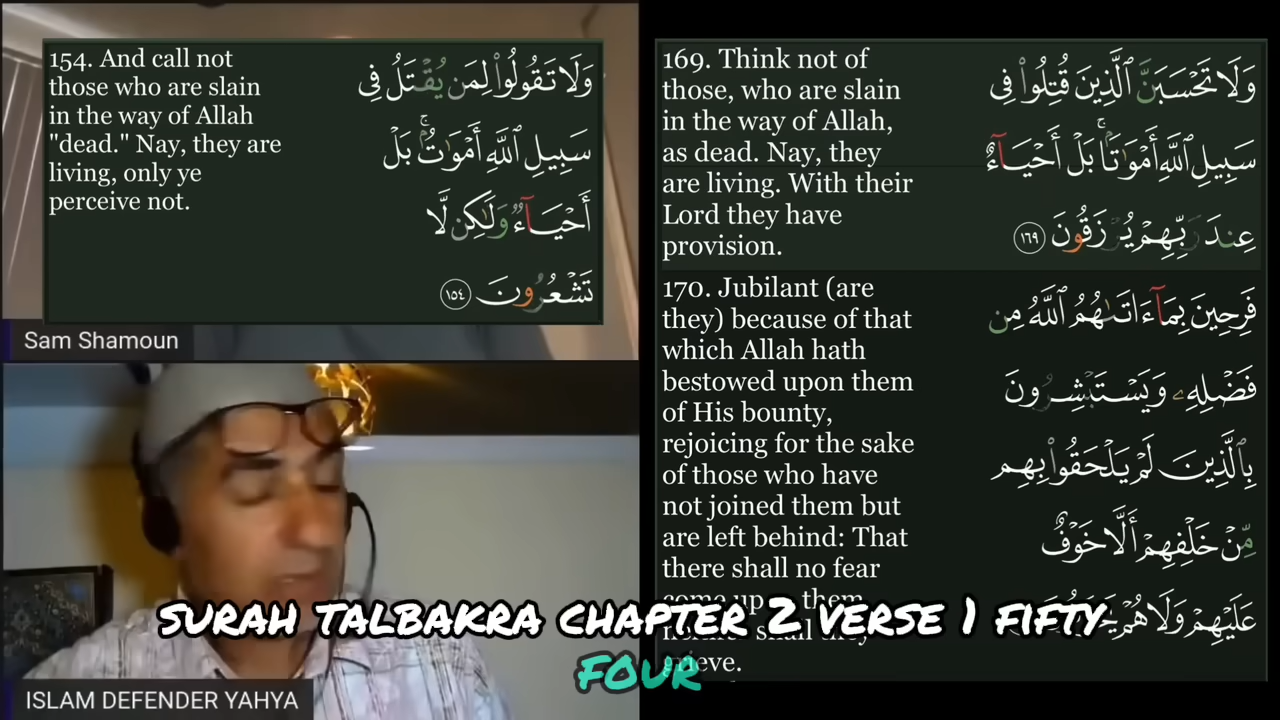 154. And call not
those who are slain
in the way of Allah
"dead." Nay, they are
living, only ye
perceive not.
وَلَا تَقُولُوا۟ لِمَن يُقْتَلُ فِى
سَبِيلِ ٱللَّهِ أَمْوَٰتٌۢ ۚ بَلْ
أَحْيَآءٌ وَلَٰكِن لَّا
تَشْعُرُونَ ١٥٤
Sam Shamoun
ISLAM DEFENDER YAHYA
169. Think not of
those, who are slain
in the way of Allah,
as dead. Nay, they
are living. With their
Lord they have
provision.
وَلَا تَحْسَبَنَّ ٱلَّذِينَ قُتِلُوا۟ فِى
سَبِيلِ ٱللَّهِ أَمْوَٰتًۢا ۚ بَلْ أَحْيَآءٌ
عِندَ رَبِّهِمْ يُرْزَقُونَ ١٦٩
170. Jubilant (are
they) because of that
which Allah hath
bestowed upon them
of His bounty,
rejoicing for the sake
of those who have
not joined them but
are left behind: That
there shall no fear
come up them
shall they
grieve.
فَرِحِينَ بِمَآ ءَاتَىٰهُمُ ٱللَّهُ مِن
فَضْلِهِۦ وَيَسْتَبْشِرُونَ
بِٱلَّذِينَ لَمْ يَلْحَقُوا۟ بِهِم
مِّنْ خَلْفِهِمْ أَلَّا خَوْفٌ
عَلَيْهِمْ وَلَا هُمْ
SURAH TALBAKRA CHAPTER 2 VERSE 1 FIFTY
FOUR